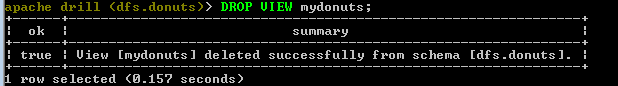 apache drill (dfs.donuts)> DROP VIEW mydonuts;
+-------+----------------------------------------------------------------+
| ok | summary |
+-------+----------------------------------------------------------------+
| true | View [mydonuts] deleted successfully from schema [dfs.donuts]. |
+-------+----------------------------------------------------------------+
1 row selected (0.157 seconds)